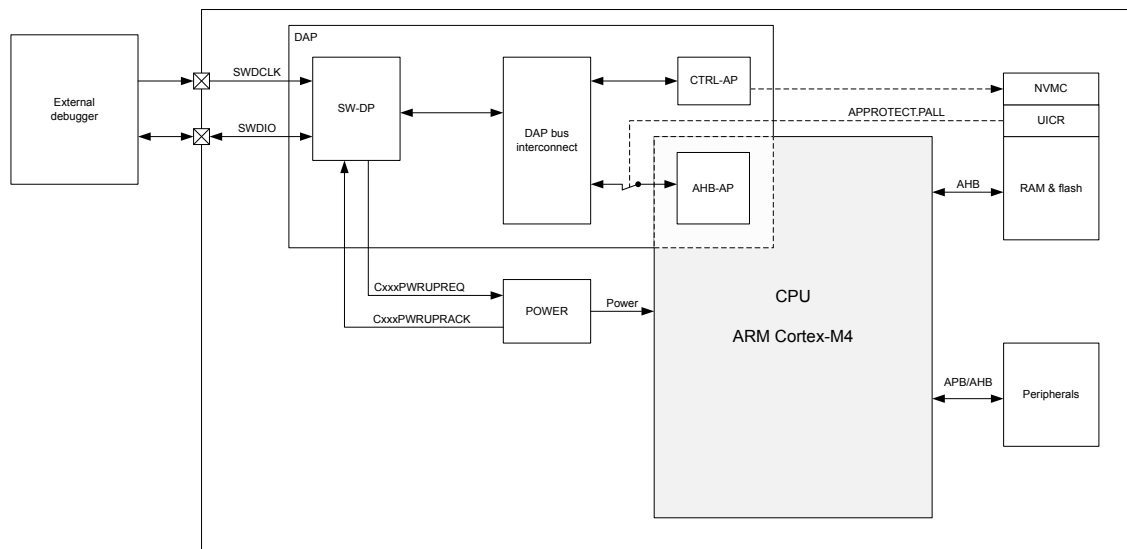 DAP
External
debugger
SWDCLK
SWDIO
SW-DP
DAP bus
interconnect
CTRL-AP
AHB-AP
NVMC
UICR
APPROTECT.PALL
RAM & flash
AHB
CxxxPWRUPREQ
CxxxPWRUPRACK
POWER
Power
CPU
ARM Cortex-M4
APB/AHB
Peripherals